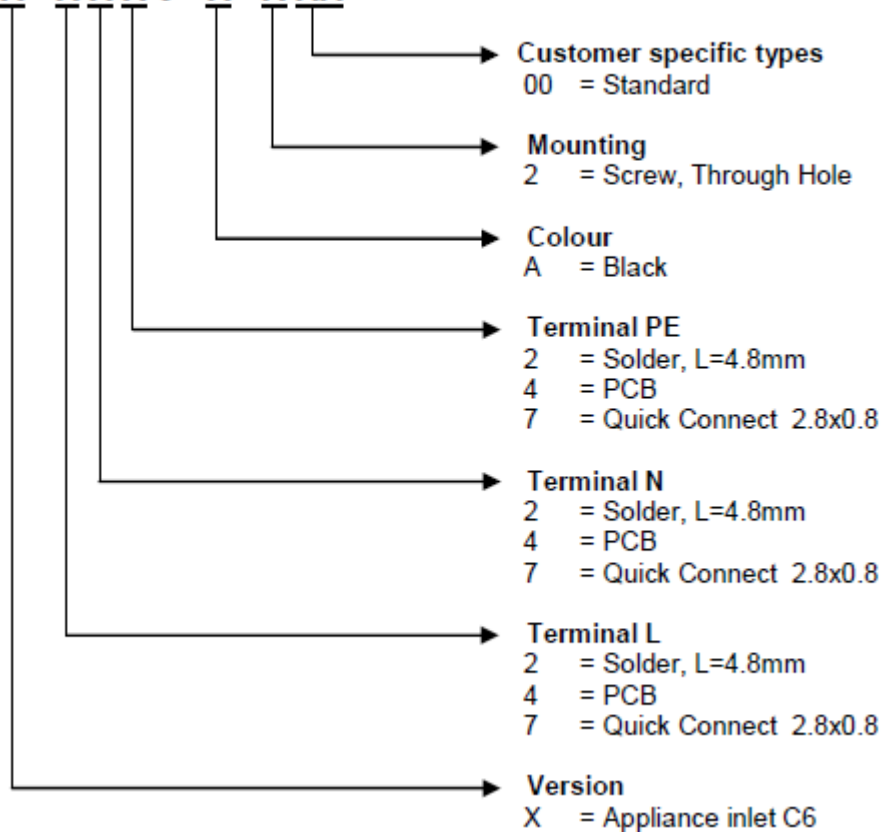 Customer specific types
00 = Standard
Mounting
2 = Screw, Through Hole
Colour
A = Black
Terminal PE
2 = Solder, L=4.8mm
4 = PCB
7 = Quick Connect 2.8x0.8
Terminal N
2 = Solder, L=4.8mm
4 = PCB
7 = Quick Connect 2.8x0.8
Terminal L
2 = Solder, L=4.8mm
4 = PCB
7 = Quick Connect 2.8x0.8
Version
X = Appliance inlet C6